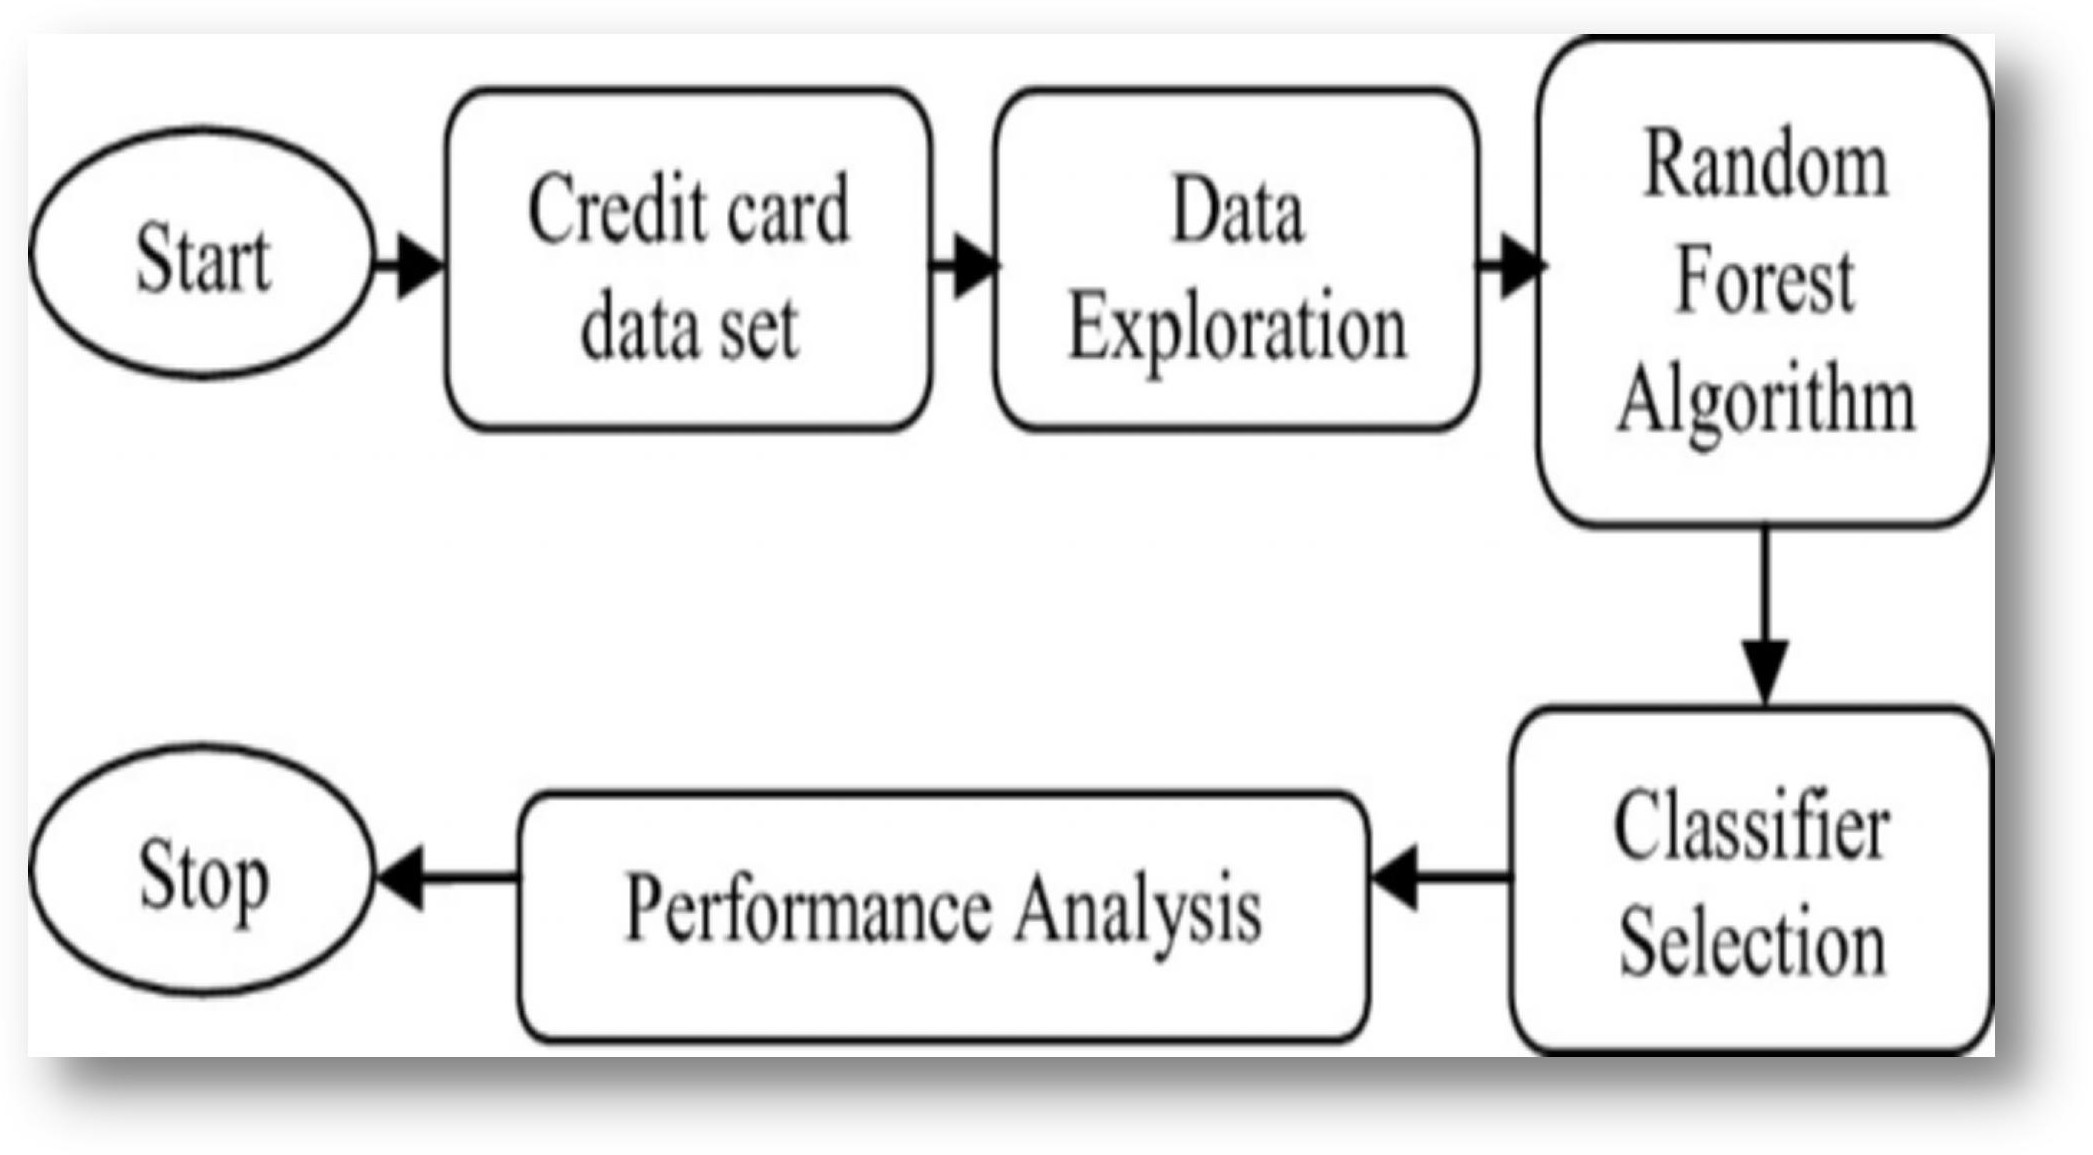 Start
Credit card
data set
Data
Exploration
Random
Forest
Algorithm
Classifier
Selection
Performance Analysis
Stop